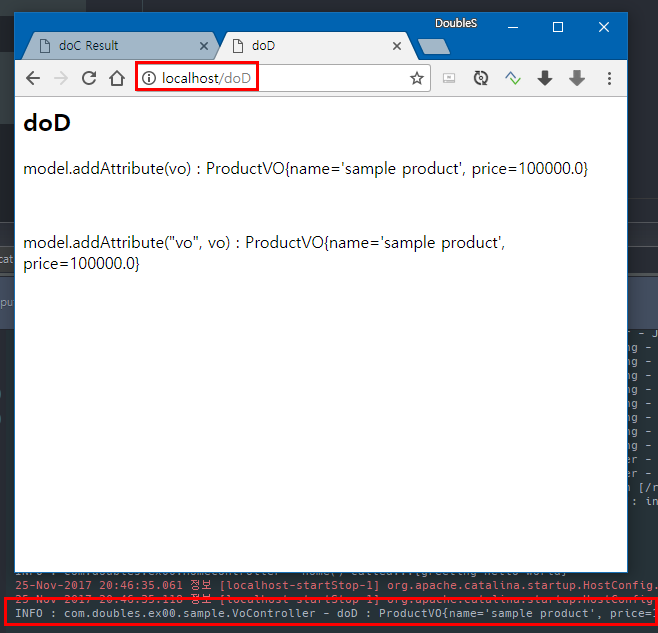 DoubleS
doC Result
doD
localhost/doD
doD
model.addAttribute(vo) : ProductVO{name='sample product', price=100000.0}
model.addAttribute("vo", vo) : ProductVO{name='sample product',
price=100000.0}
25-Nov-2017 20:46:35.061 정보 [localhost-startStop-1] org.apache.catalina.startup.HostConfig.
25-Nov-2017 20:46:35.118 정보 [localhost-startStop-1] org.apache.catalina.startup.HostConfig.
INFO : com.doubles.ex00.sample.VoController - doD : ProductVO{name='sample product', price=